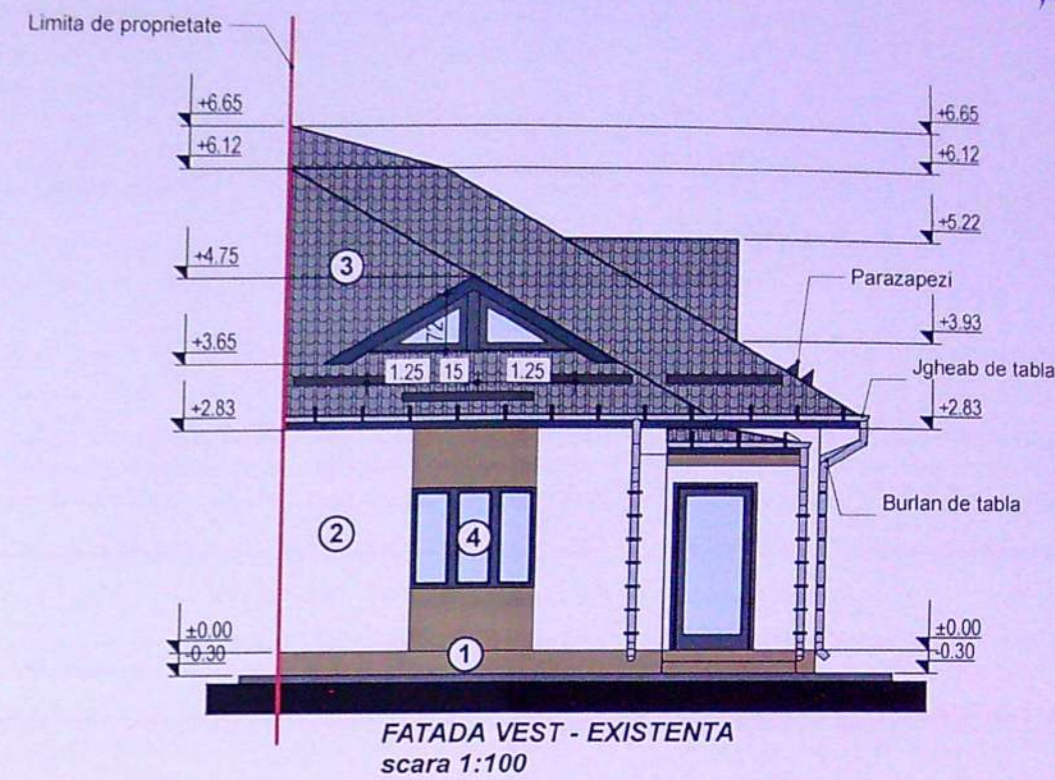 Limita de proprietate
+6.65
+6.65
+6.12
+6.12
+5.22
+4.75
3
Parazapezi
72
+3.93
+3.65
1.25 15 1.25
Jgheab de tabla
+2.83
+2.83
Burlan de tabla
2
4
±0.00
±0.00
-0.30
-0.30
1
FATADA VEST - EXISTENTA
scara 1:100